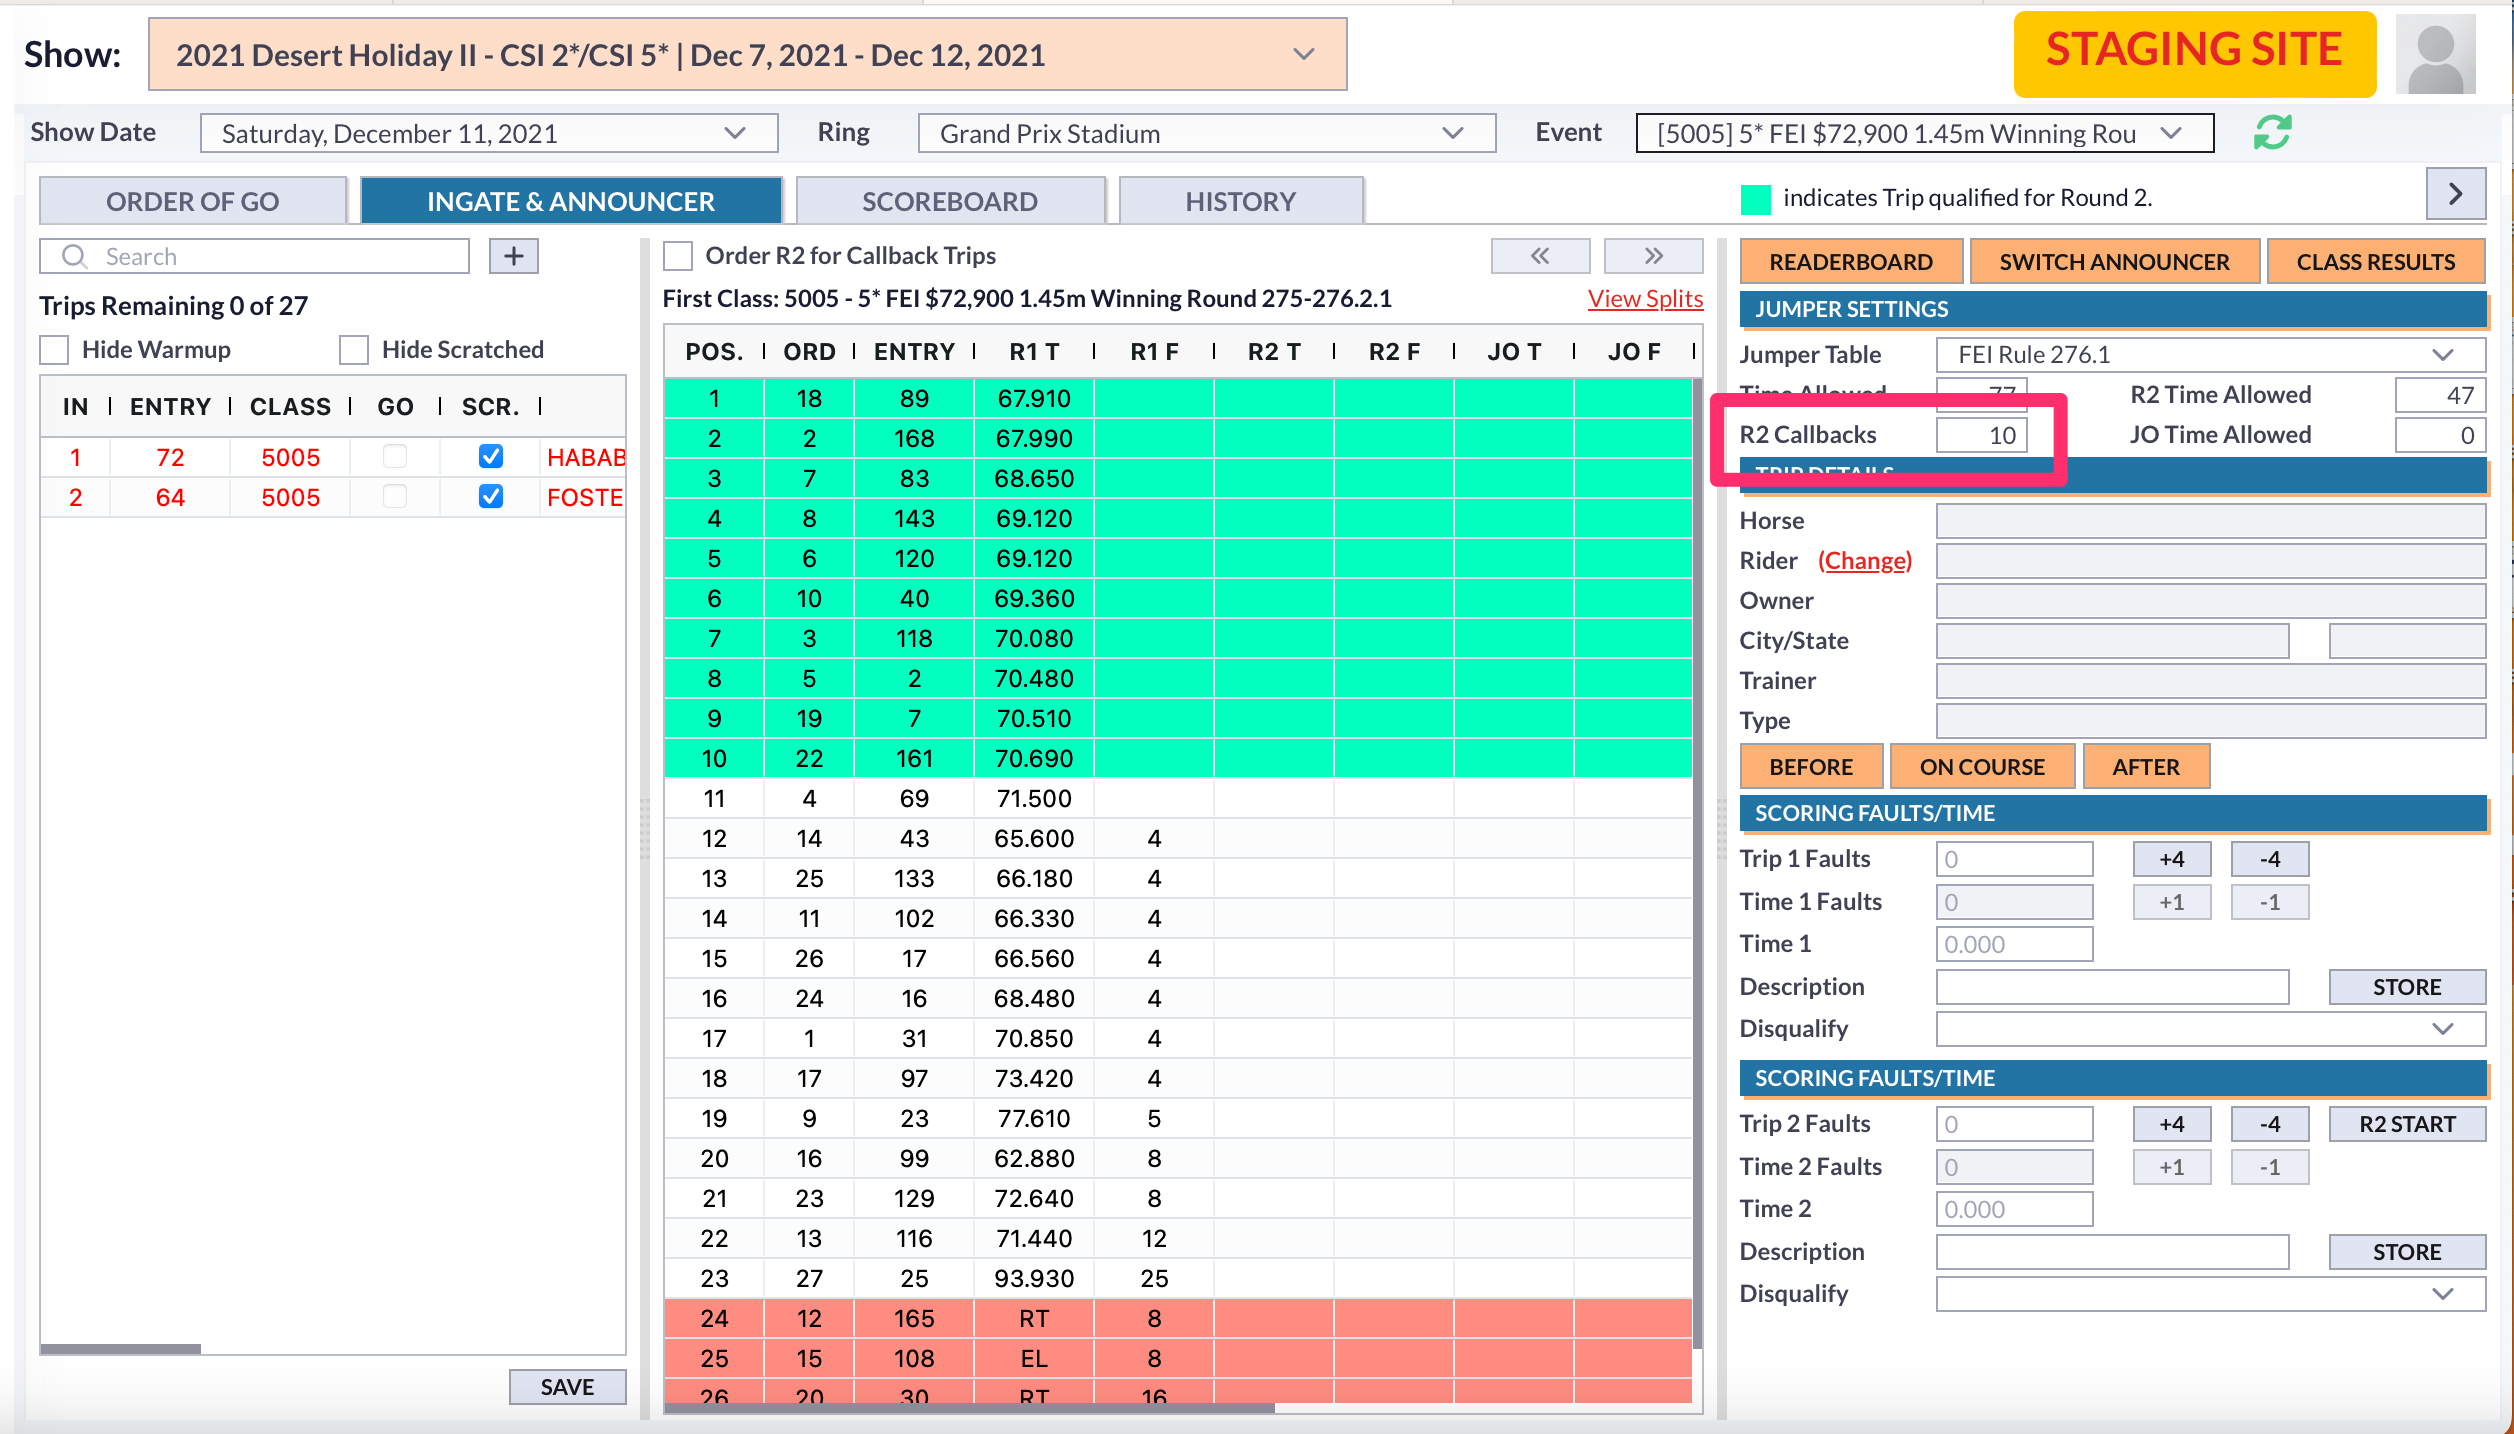 Show: 2021 Desert Holiday II - CSI 2*/CSI 5* | Dec 7, 2021 - Dec 12, 2021 STAGING SITE
Show Date Saturday, December 11, 2021 Ring Grand Prix Stadium Event [5005] 5* FEI $72,900 1.45m Winning Rou
ORDER OF GO INGATE & ANNOUNCER SCOREBOARD HISTORY indicates Trip qualified for Round 2.
Search +
Trips Remaining 0 of 27
Hide Warmup Hide Scratched
IN ENTRY CLASS GO SCR.
1 72 5005 HABAB
2 64 5005 FOSTE
SAVE
Order R2 for Callback Trips
First Class: 5005 - 5* FEI $72,900 1.45m Winning Round 275-276.2.1 View Splits
POS. ORD ENTRY R1 T R1 F R2 T R2 F JO T JO F
1 18 89 67.910
2 2 168 67.990
3 7 83 68.650
4 8 143 69.120
5 6 120 69.120
6 10 40 69.360
7 3 118 70.080
8 5 2 70.480
9 19 7 70.510
10 22 161 70.690
11 4 69 71.500
12 14 43 65.600 4
13 25 133 66.180 4
14 11 102 66.330 4
15 26 17 66.560 4
16 24 16 68.480 4
17 1 31 70.850 4
18 17 97 73.420 4
19 9 23 77.610 5
20 16 99 62.880 8
21 23 129 72.640 8
22 13 116 71.440 12
23 27 25 93.930 25
24 12 165 RT 8
25 15 108 EL 8
26 20 30 RT 16
READERBOARD SWITCH ANNOUNCER CLASS RESULTS
JUMPER SETTINGS
Jumper Table FEI Rule 276.1
Time Allowed 77 R2 Time Allowed 47
R2 Callbacks 10 JO Time Allowed 0
TRIP DETAILS
Horse
Rider (Change)
Owner
City/State
Trainer
Type
BEFORE ON COURSE AFTER
SCORING FAULTS/TIME
Trip 1 Faults 0 +4 -4
Time 1 Faults 0 +1 -1
Time 1 0.000
Description STORE
Disqualify
SCORING FAULTS/TIME
Trip 2 Faults 0 +4 -4 R2 START
Time 2 Faults 0 +1 -1
Time 2 0.000
Description STORE
Disqualify